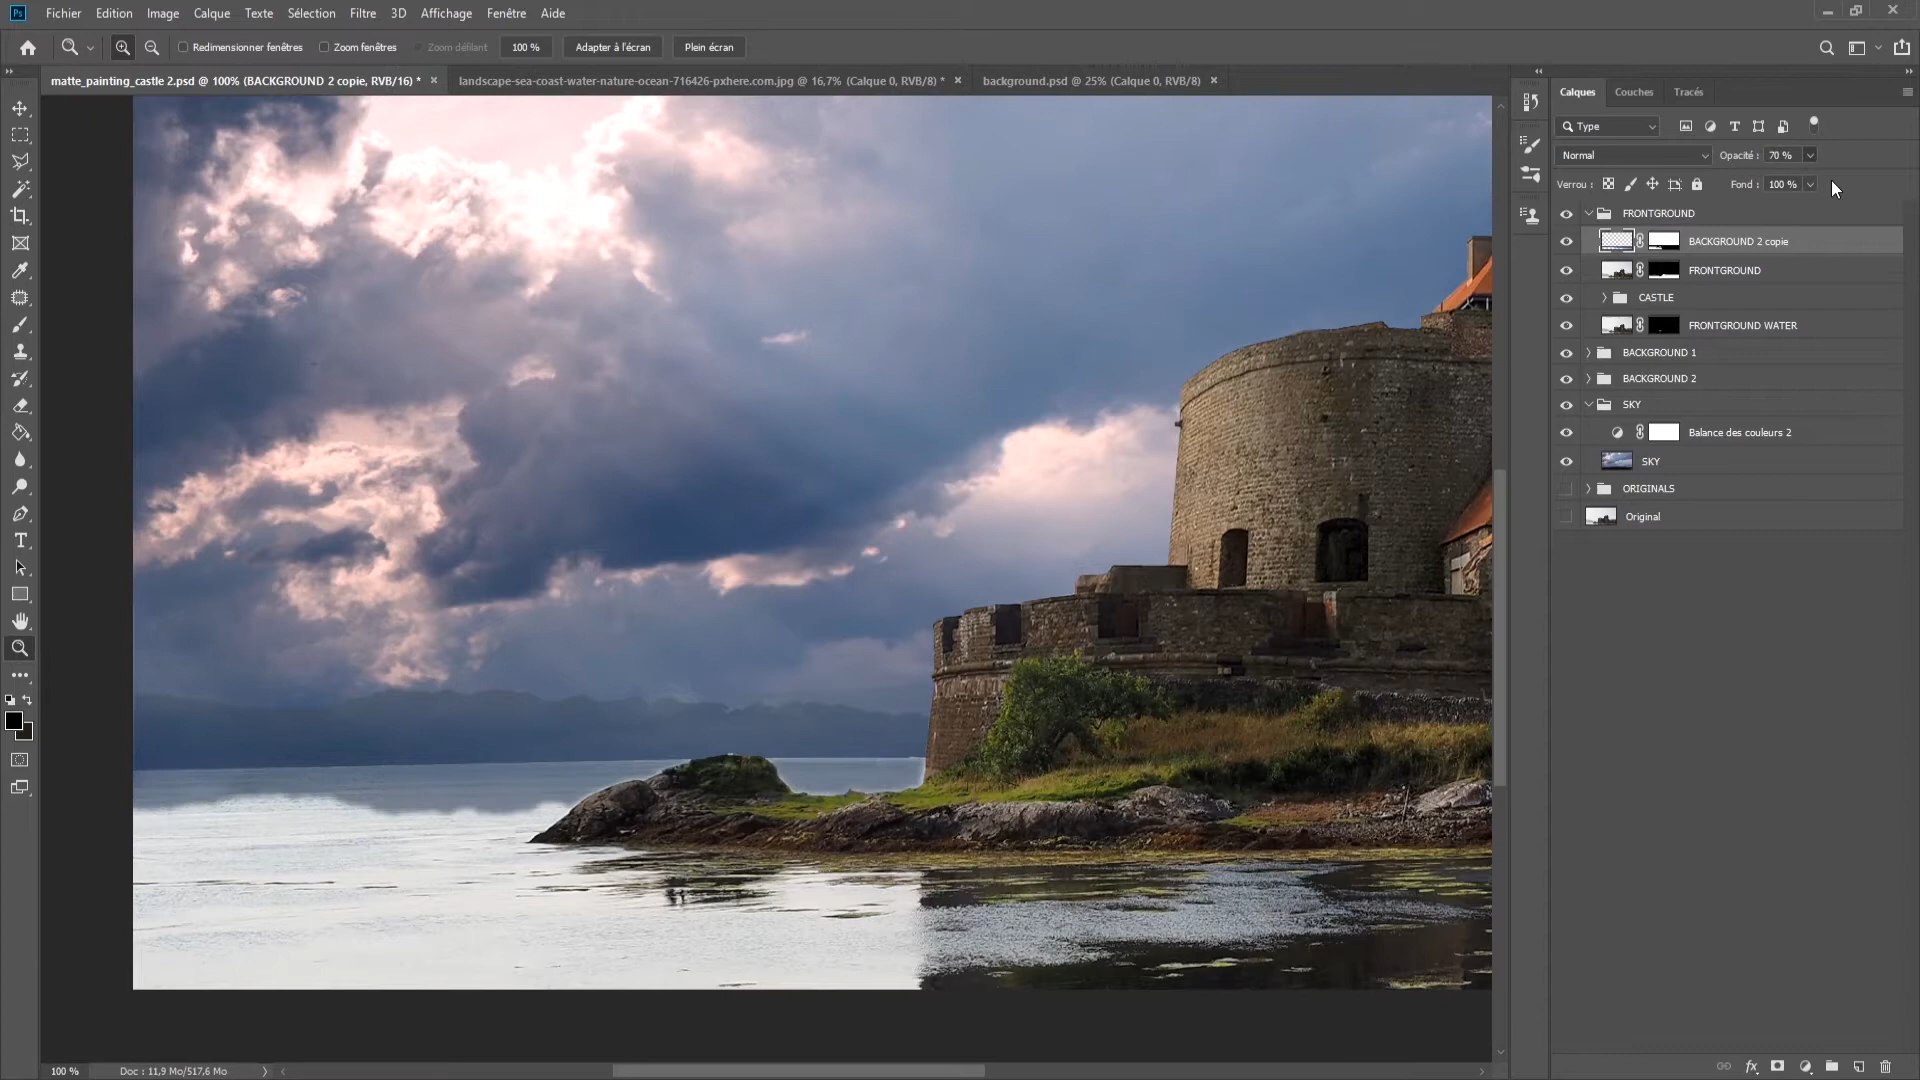 Ps Fichier Edition Image Calque Texte Sélection Filtre 3D Affichage Fenêtre Aide
Redimensionner fenêtres Zoom fenêtres Zoom défilant 100 % Adapter à l'écran Plein écran
matte_painting_castle 2.psd @ 100% (BACKGROUND 2 copie, RVB/16) * landscape-sea-coast-water-nature-ocean-716426-pxhere.com.jpg @ 16,7% (Calque 0, RVB/8) * background.psd @ 25% (Calque 0, RVB/8)
Calques Couches Tracés
Type
Normal Opacité : 70 %
Verrou : Fond : 100 %
FRONTGROUND
BACKGROUND 2 copie
FRONTGROUND
CASTLE
FRONTGROUND WATER
BACKGROUND 1
BACKGROUND 2
SKY
Balance des couleurs 2
SKY
ORIGINALS
Original
100 % Doc : 11,9 Mo/517,6 Mo